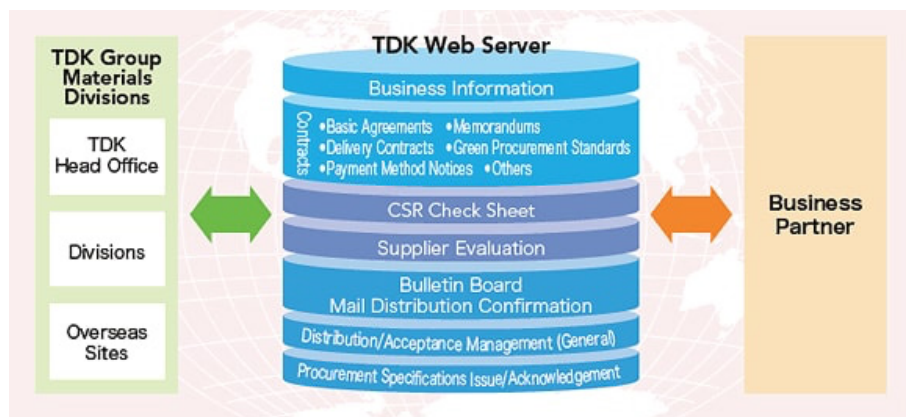 TDK Group
Materials
Divisions
TDK
Head Office
Divisions
Overseas
Sites
TDK Web Server
Business Information
Contracts
•Basic Agreements •Memorandums
•Delivery Contracts •Green Procurement Standards
•Payment Method Notices •Others
CSR Check Sheet
Supplier Evaluation
Bulletin Board
Mail Distribution Confirmation
Distribution/Acceptance Management (General)
Procurement Specifications Issue/Acknowledgement
Business
Partner